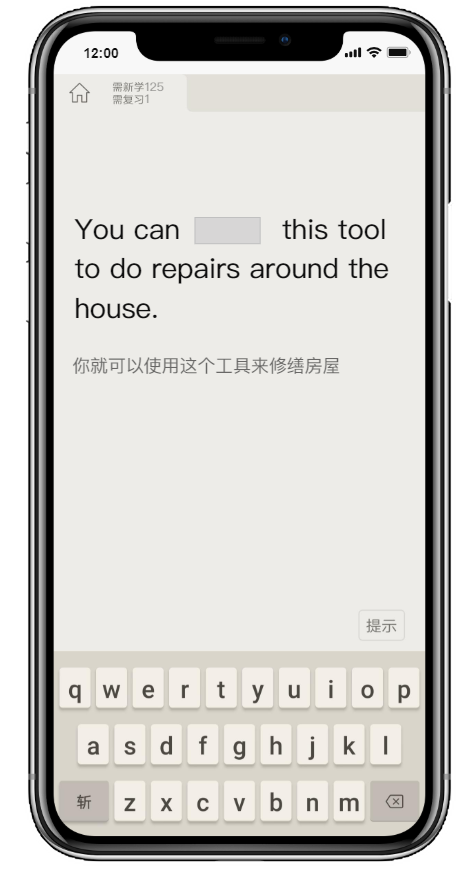 12:00
需新学125
需复习1
You can this tool
to do repairs around the
house.
你就可以使用这个工具来修缮房屋
提示
q w e r t y u i o p
a s d f g h j k l
斩 z x c v b n m